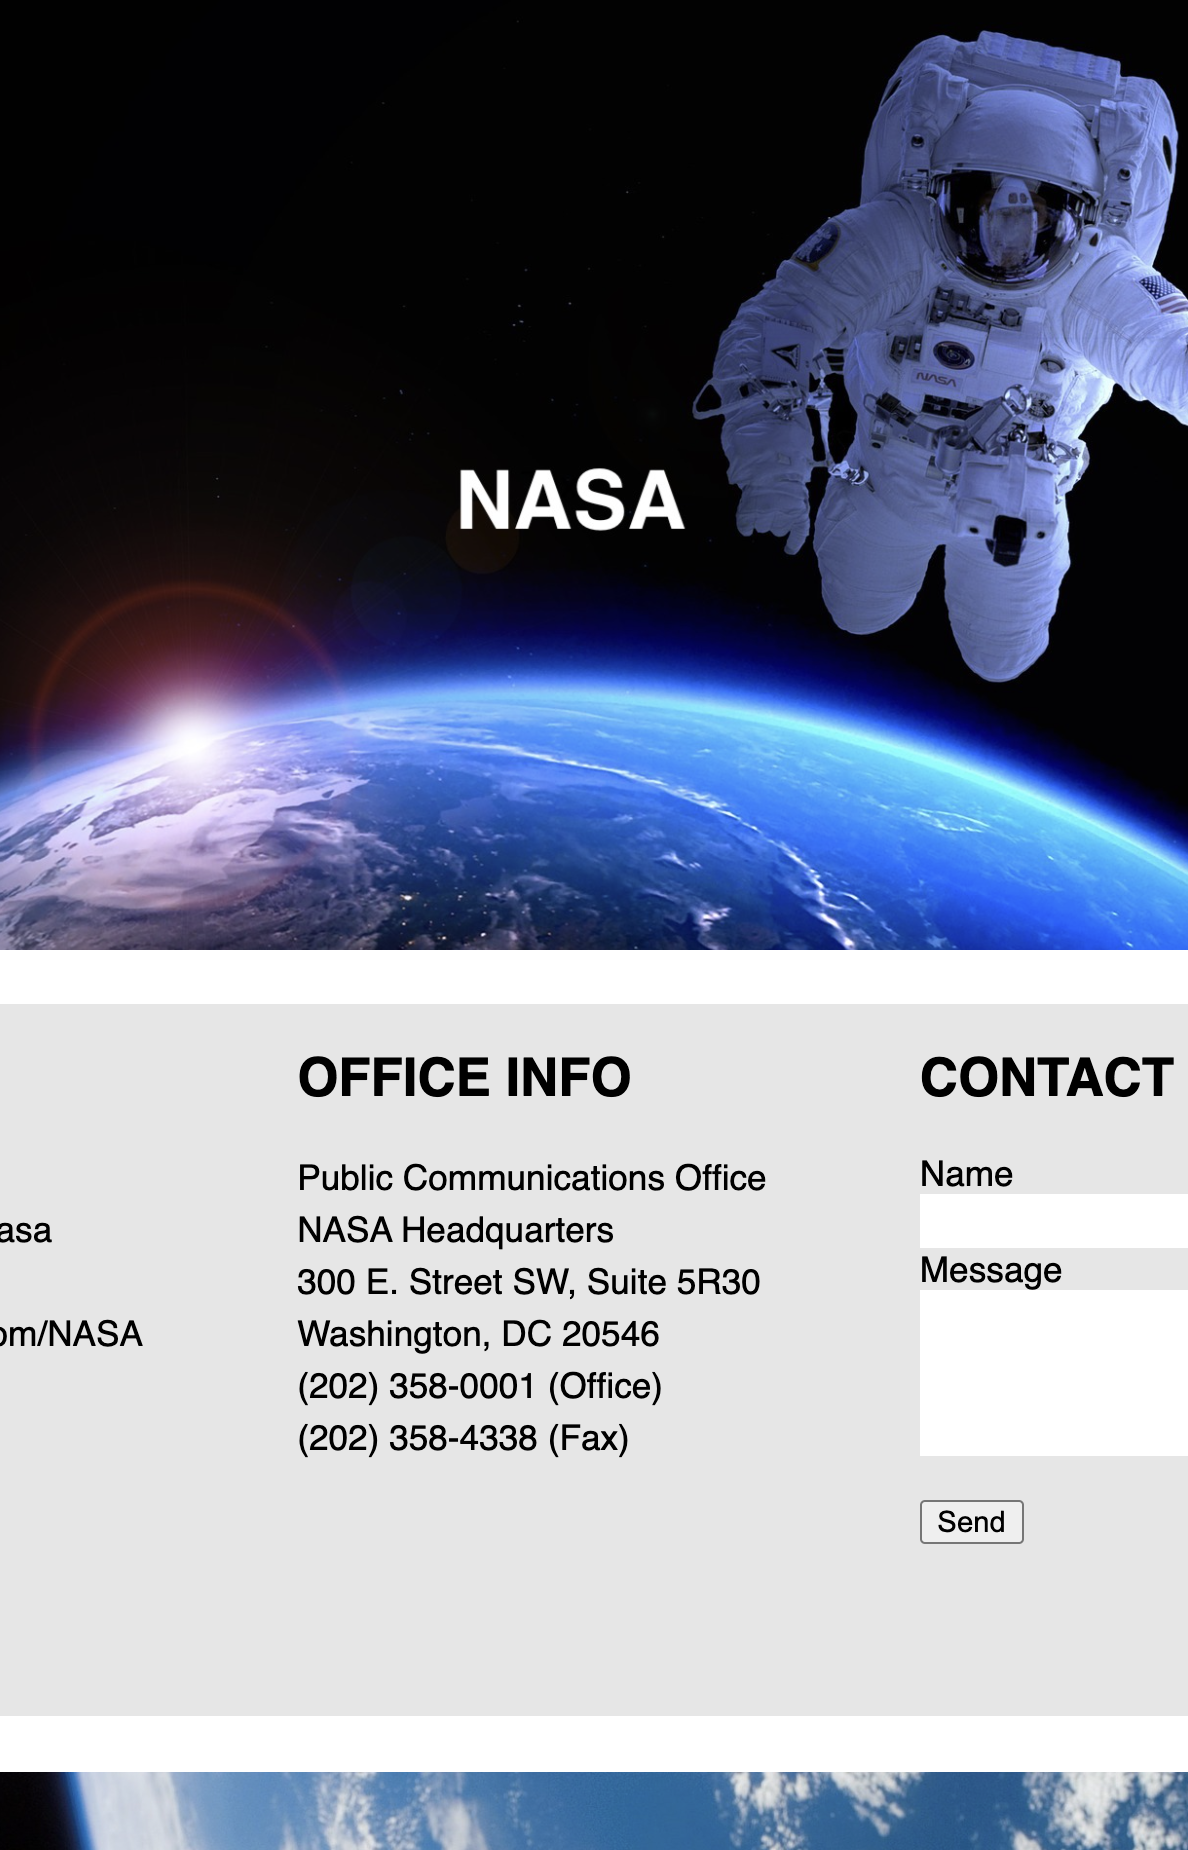 NASA
NASA
asa
om/NASA
OFFICE INFO
Public Communications Office
NASA Headquarters
300 E. Street SW, Suite 5R30
Washington, DC 20546
(202) 358-0001 (Office)
(202) 358-4338 (Fax)
CONTACT
Name
Message
Send